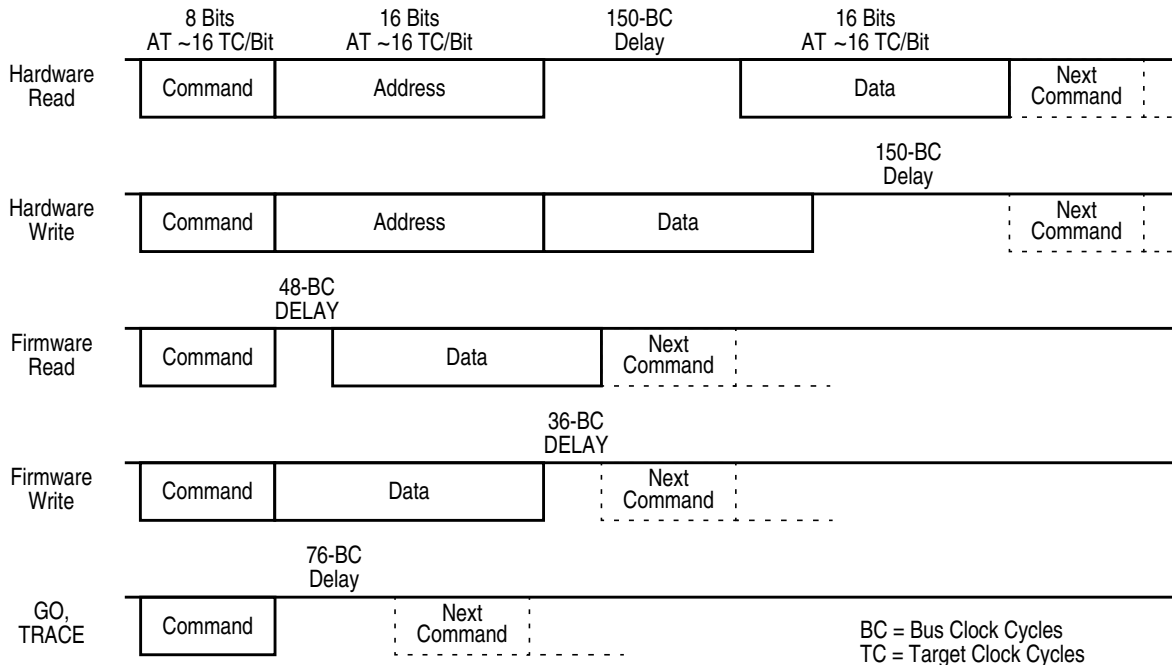 8 Bits
AT ~16 TC/Bit
16 Bits
AT ~16 TC/Bit
150-BC
Delay
16 Bits
AT ~16 TC/Bit
Hardware
Read
Command
Address
Data
Next
Command
150-BC
Delay
Hardware
Write
Command
Address
Data
Next
Command
48-BC
DELAY
Firmware
Read
Command
Data
Next
Command
36-BC
DELAY
Firmware
Write
Command
Data
Next
Command
76-BC
Delay
GO,
TRACE
Command
Next
Command
BC = Bus Clock Cycles
TC = Target Clock Cycles